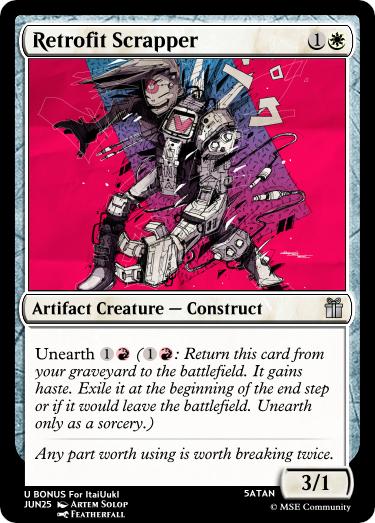 Retrofit Scrapper 1
Artifact Creature — Construct
Unearth 1 (1: Return this card from
your graveyard to the battlefield. It gains
haste. Exile it at the beginning of the end step
or if it would leave the battlefield. Unearth
only as a sorcery.)
Any part worth using is worth breaking twice.
3/1
U BONUS For ItaiUukl 5ATAN © MSE Community
JUN25 Artem Solop
Featherfall